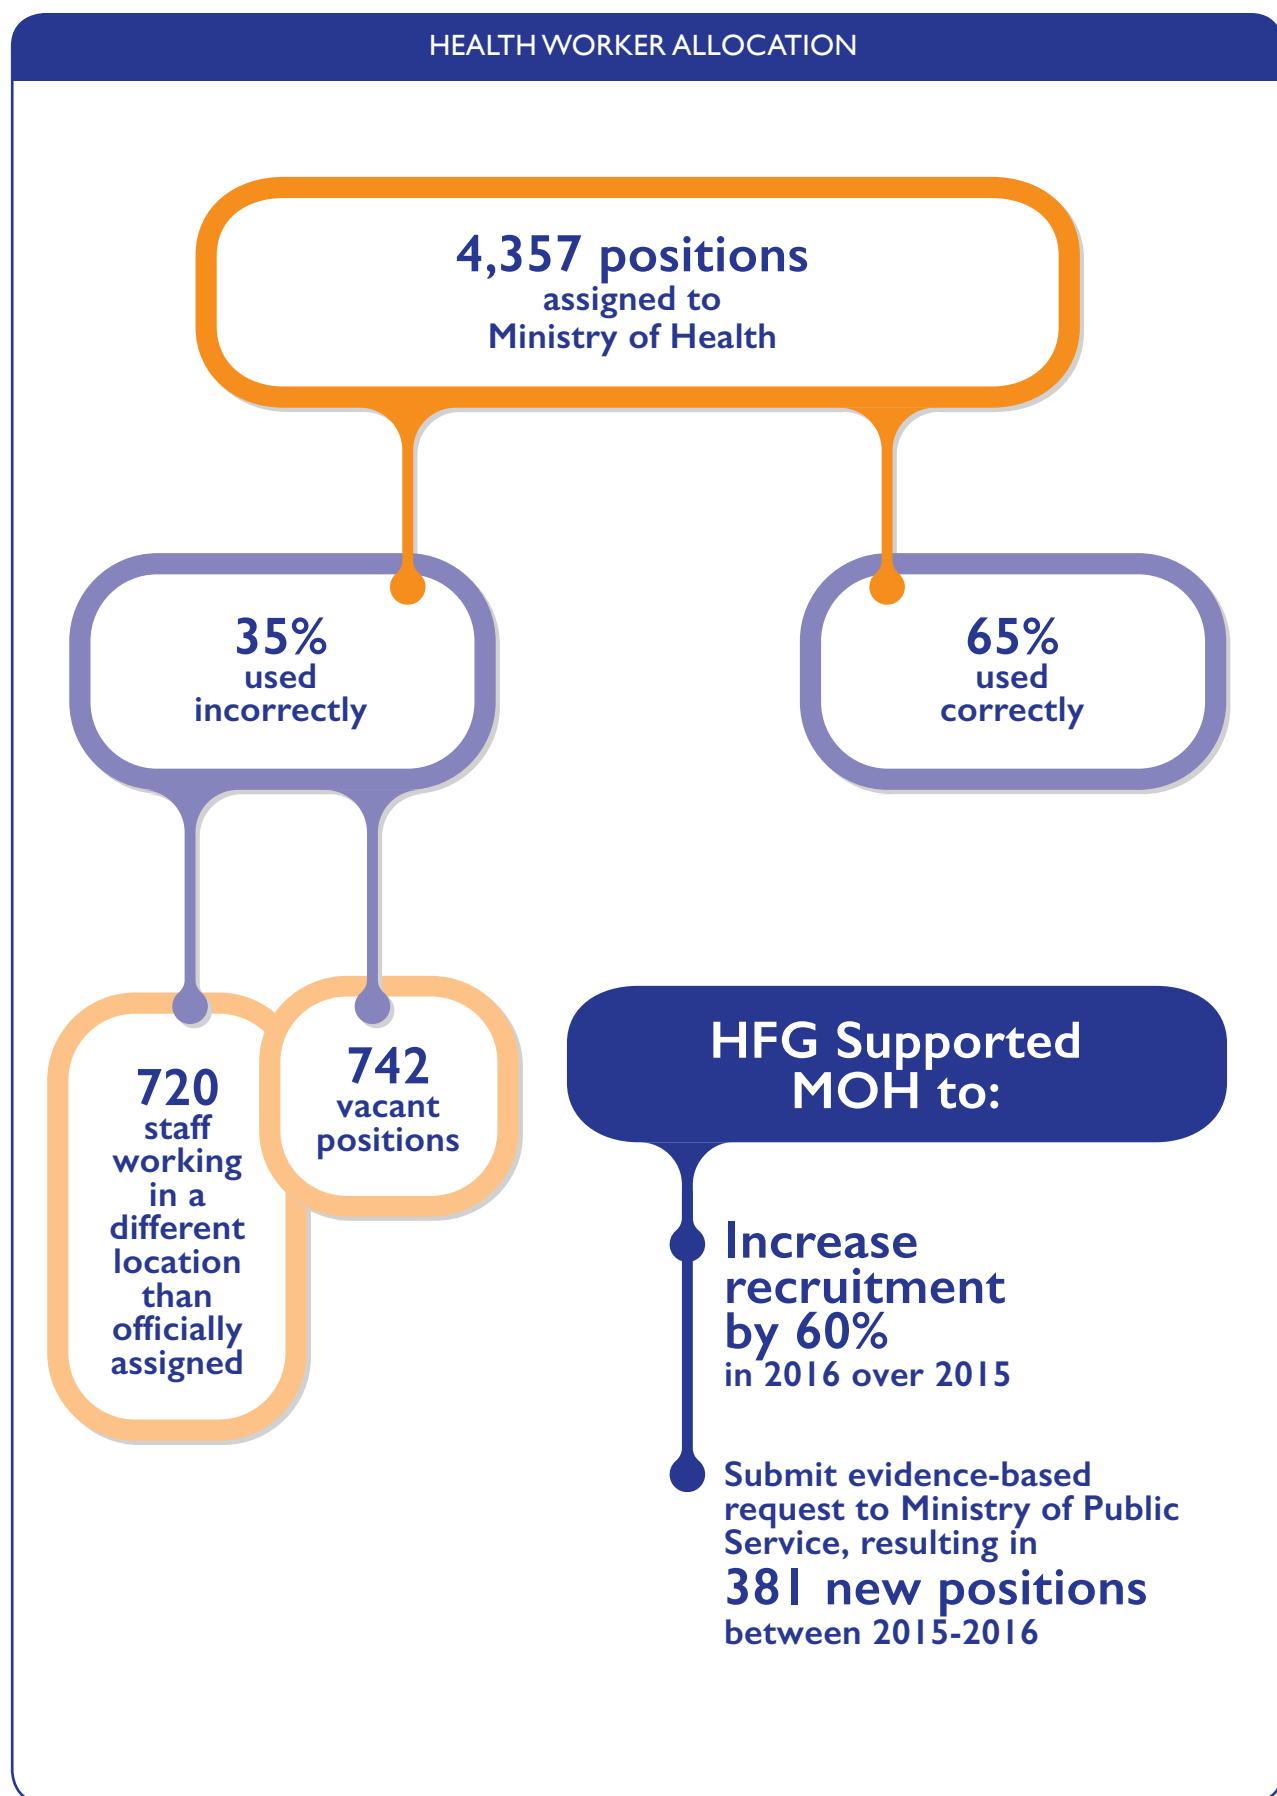 HEALTH WORKER ALLOCATION
4,357 positions
assigned to
Ministry of Health
35%
used
incorrectly
65%
used
correctly
720
staff
working
in a
different
location
than
officially
assigned
742
vacant
positions
HFG Supported
MOH to:
Increase
recruitment
by 60%
in 2016 over 2015
Submit evidence-based
request to Ministry of Public
Service, resulting in
381 new positions
between 2015-2016